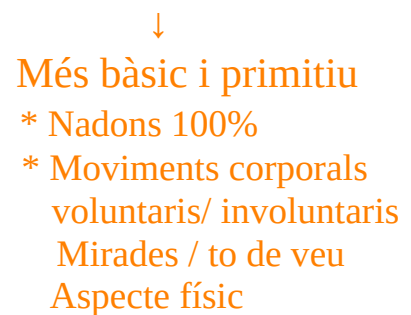 ↓
Més bàsic i primitiu
* Nadons 100%
* Moviments corporals
voluntaris/ involuntaris
Mirades / to de veu
Aspecte físic